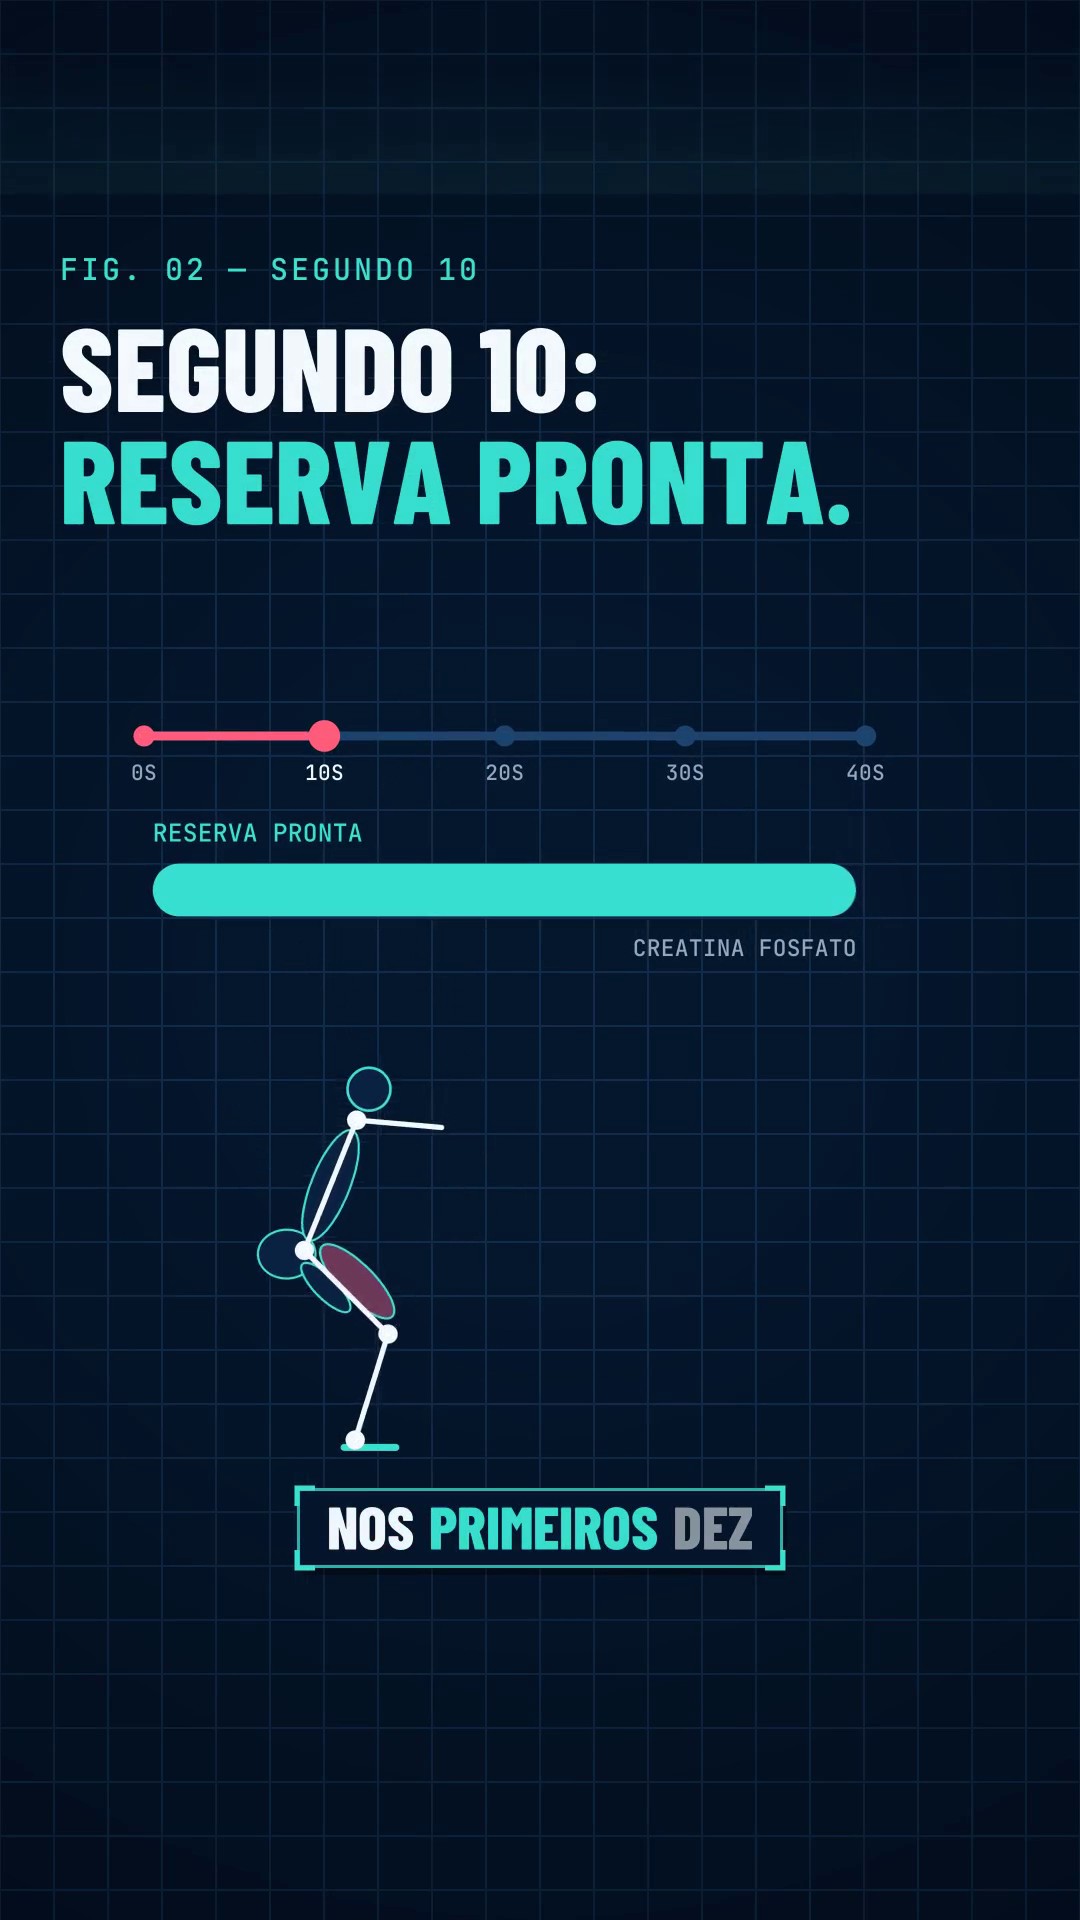 FIG. 02 — SEGUNDO 10
SEGUNDO 10:
RESERVA PRONTA.
0S 10S 20S 30S 40S
RESERVA PRONTA
CREATINA FOSFATO
NOS PRIMEIROS DEZ